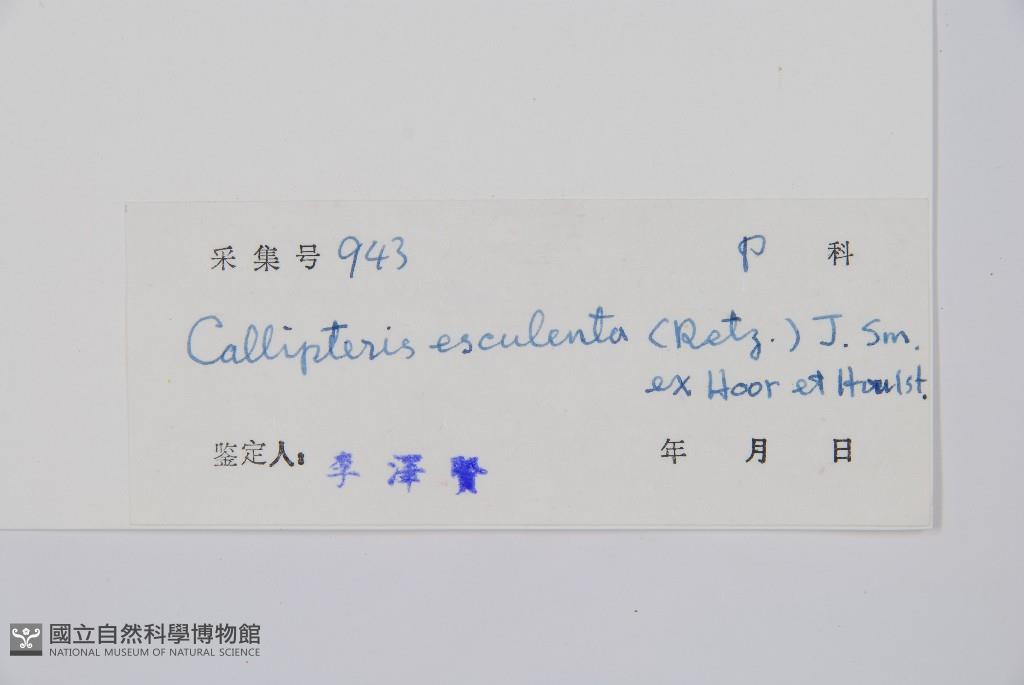 采集号 943 P 科
Callipteris esculenta (Retz.) J. Sm.
ex Hoor et Houlst.
鉴定人: 李澤賢 年 月 日
國立自然科學博物館
NATIONAL MUSEUM OF NATURAL SCIENCE